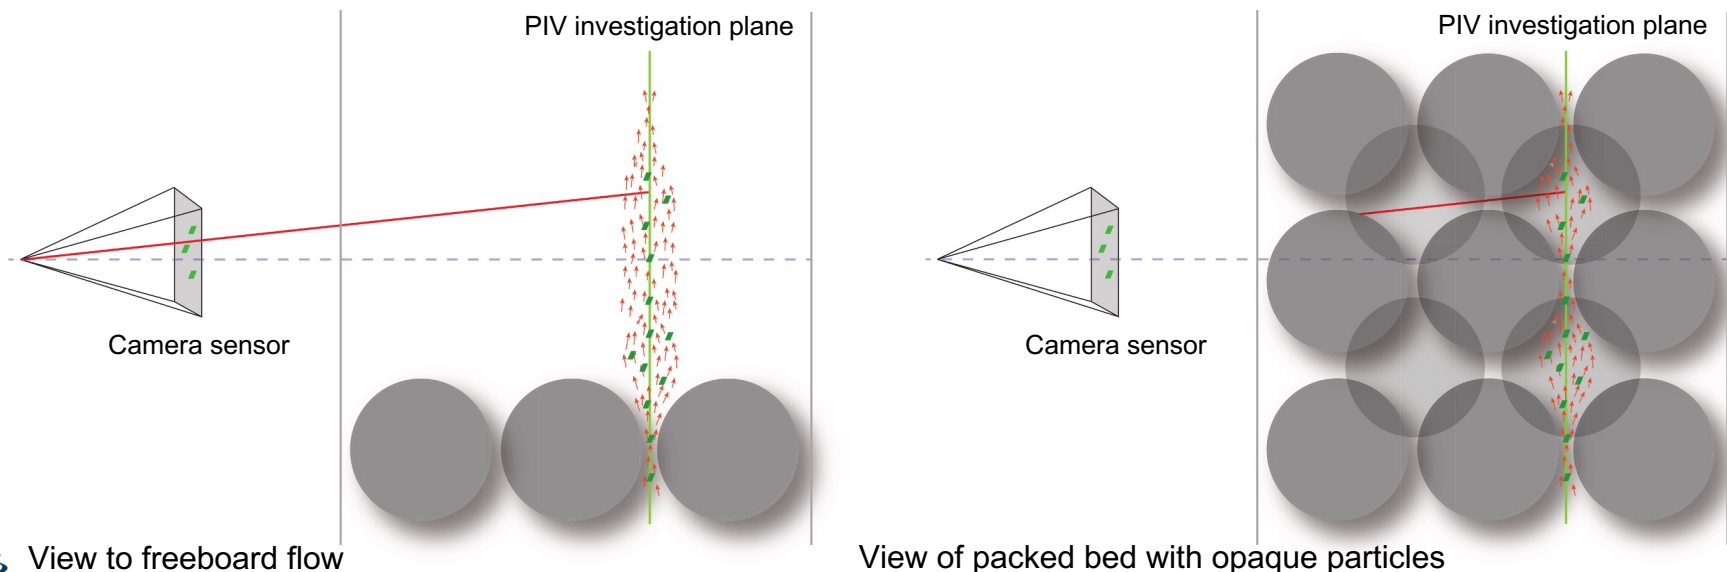 PIV investigation plane
PIV investigation plane
Camera sensor
Camera sensor
View to freeboard flow
View of packed bed with opaque particles